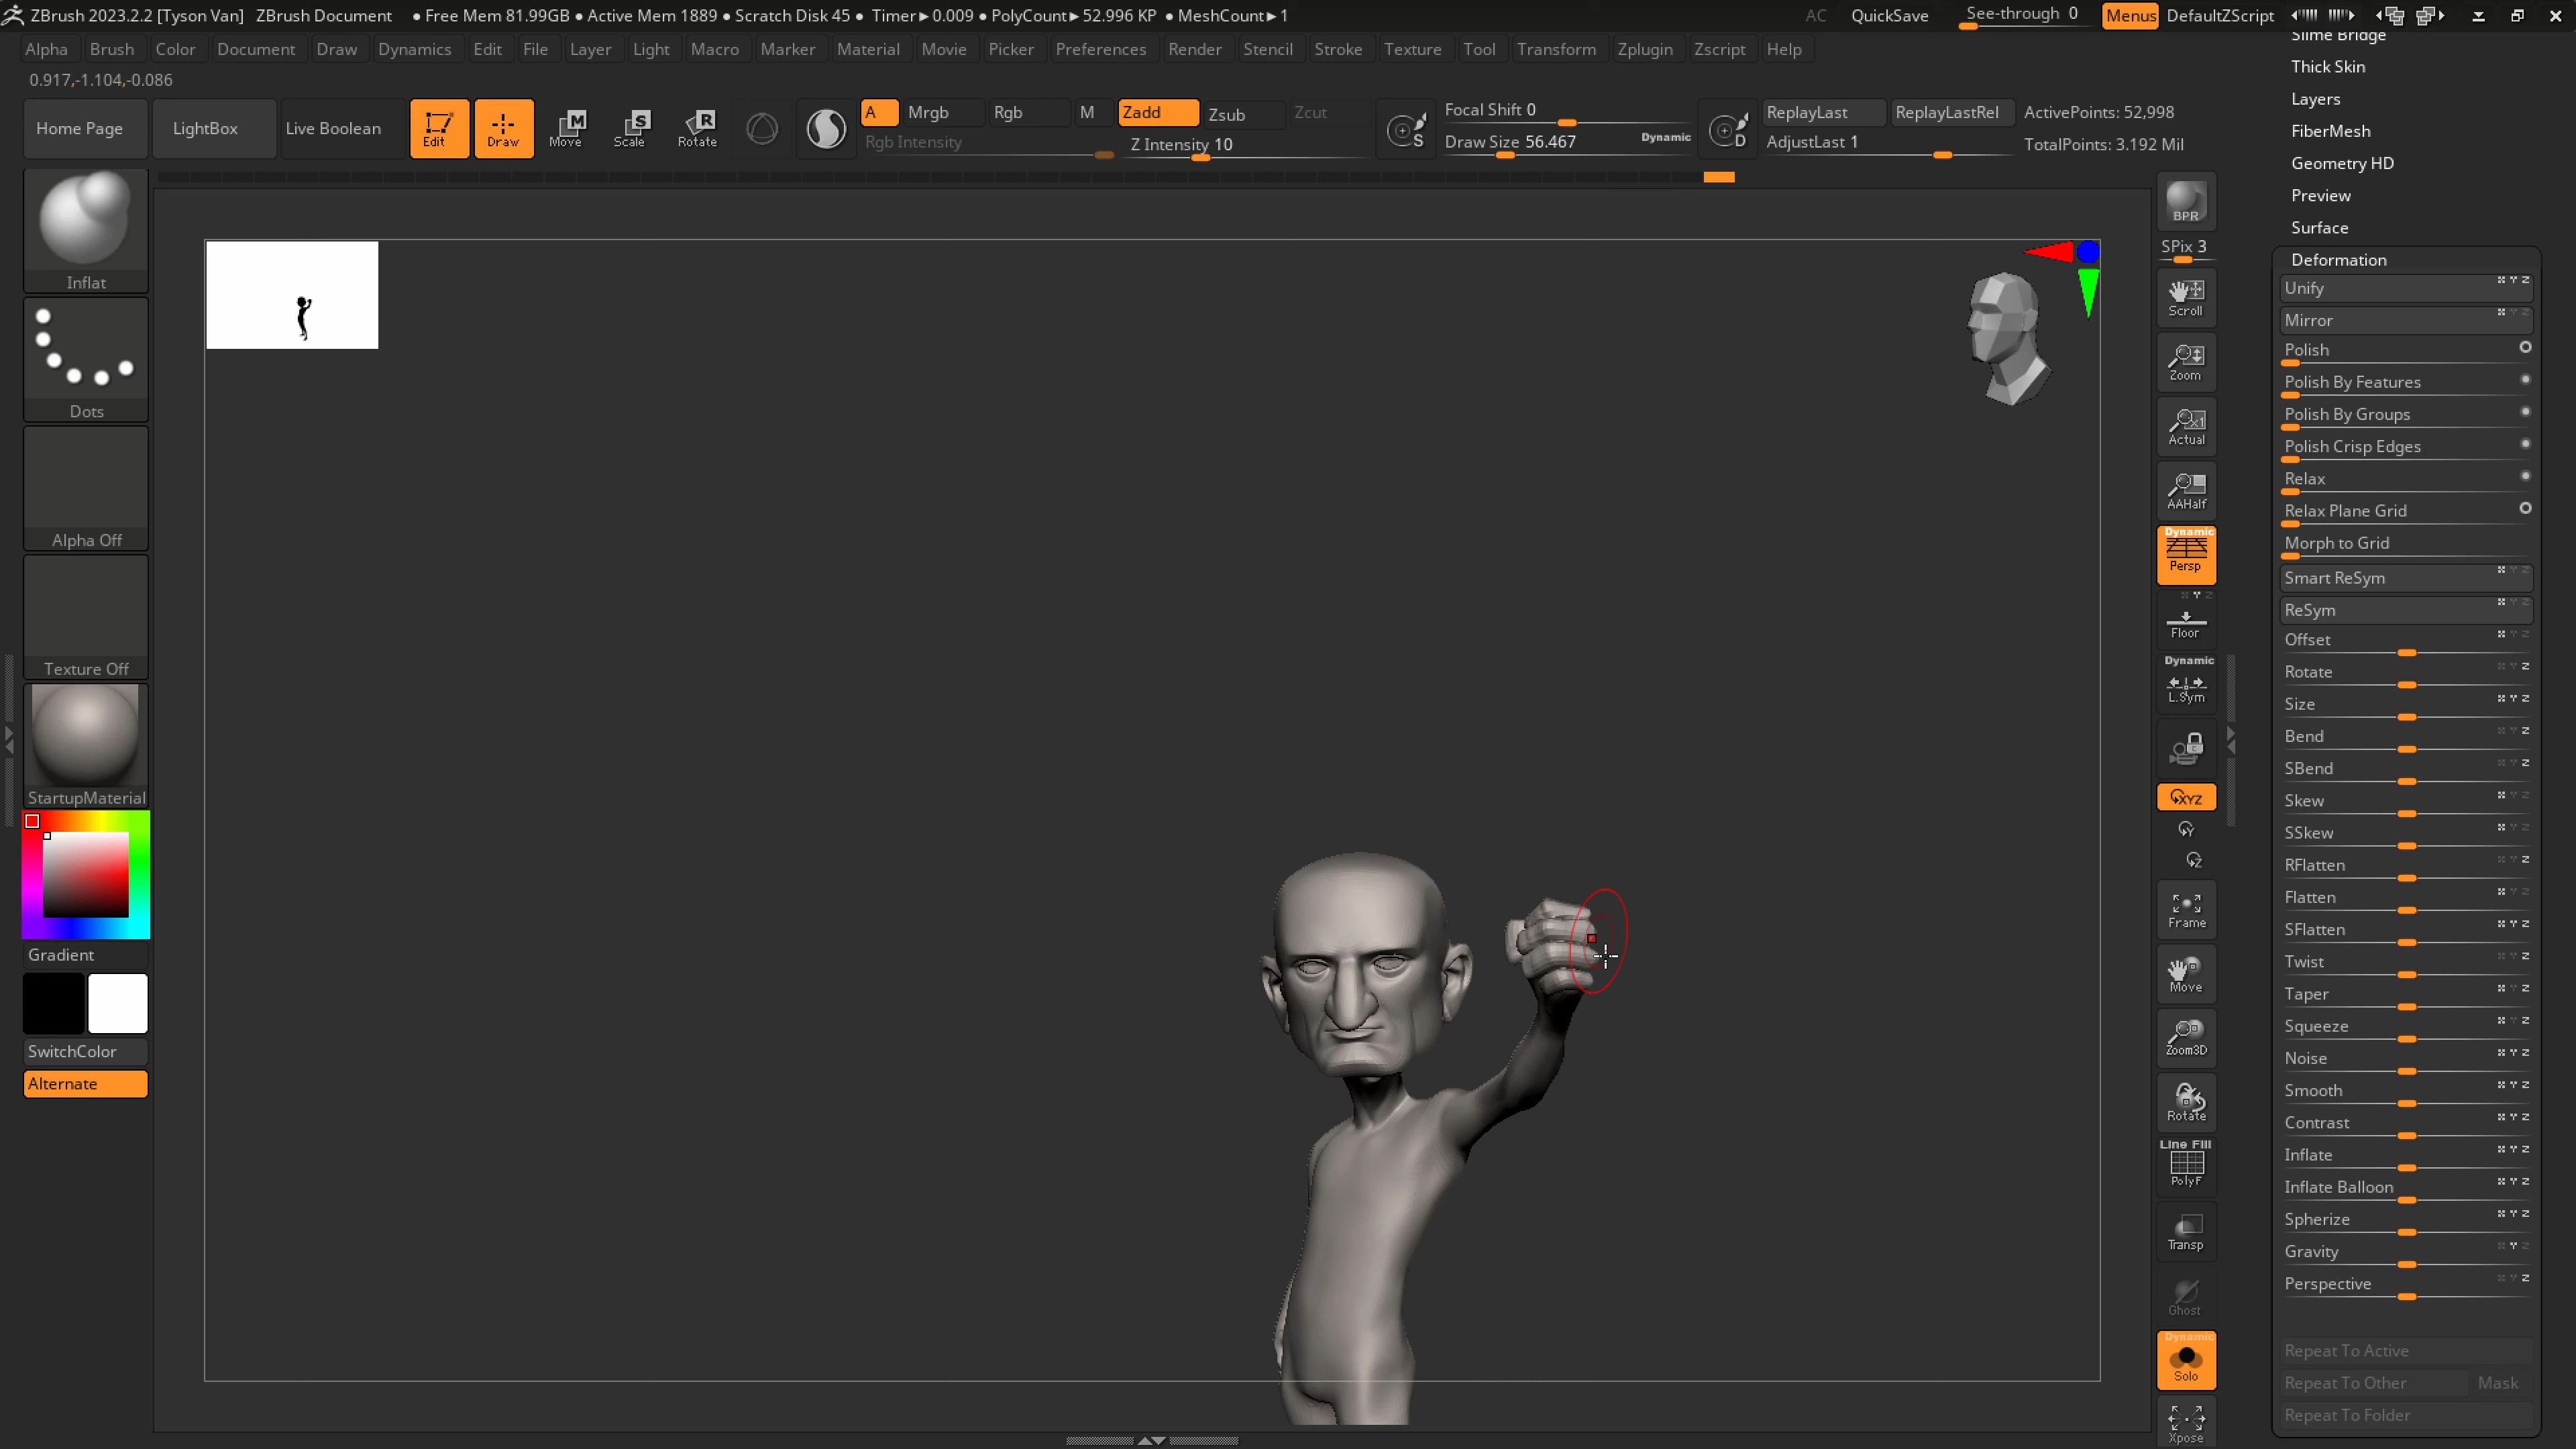 ZBrush 2023.2.2 [Tyson Van] ZBrush Document ● Free Mem 81.99GB ● Active Mem 1889 ● Scratch Disk 45 ● Timer►0.009 ● PolyCount►52.996 KP ● MeshCount►1 AC QuickSave See-through 0 Menus DefaultZScript
Alpha Brush Color Document Draw Dynamics Edit File Layer Light Macro Marker Material Movie Picker Preferences Render Stencil Stroke Texture Tool Transform Zplugin Zscript Help
0.917,-1.104,-0.086
Home Page LightBox Live Boolean Edit Draw Move Scale Rotate
A Mrgb Rgb M Zadd Zsub Zcut
Rgb Intensity Z Intensity 10
S Focal Shift 0
Draw Size 56.467 Dynamic
D ReplayLast ReplayLastRel ActivePoints: 52,998
AdjustLast 1 TotalPoints: 3.192 Mil
Inflat
Dots
Alpha Off
Texture Off
StartupMaterial
Gradient
SwitchColor
Alternate
BPR
SPix 3
Scroll
Zoom
Actual
AAHalf
Dynamic
Persp
Floor
Dynamic
L.Sym
XYZ
Y
Z
Frame
Move
Zoom3D
Rotate
Line Fill
PolyF
Transp
Ghost
Dynamic
Solo
Xpose
Slime Bridge
Thick Skin
Layers
FiberMesh
Geometry HD
Preview
Surface
Deformation
Unify
Mirror
Polish
Polish By Features
Polish By Groups
Polish Crisp Edges
Relax
Relax Plane Grid
Morph to Grid
Smart ReSym
ReSym
Offset
Rotate
Size
Bend
SBend
Skew
SSkew
RFlatten
Flatten
SFlatten
Twist
Taper
Squeeze
Noise
Smooth
Contrast
Inflate
Inflate Balloon
Spherize
Gravity
Perspective
Repeat To Active
Repeat To Other Mask
Repeat To Folder